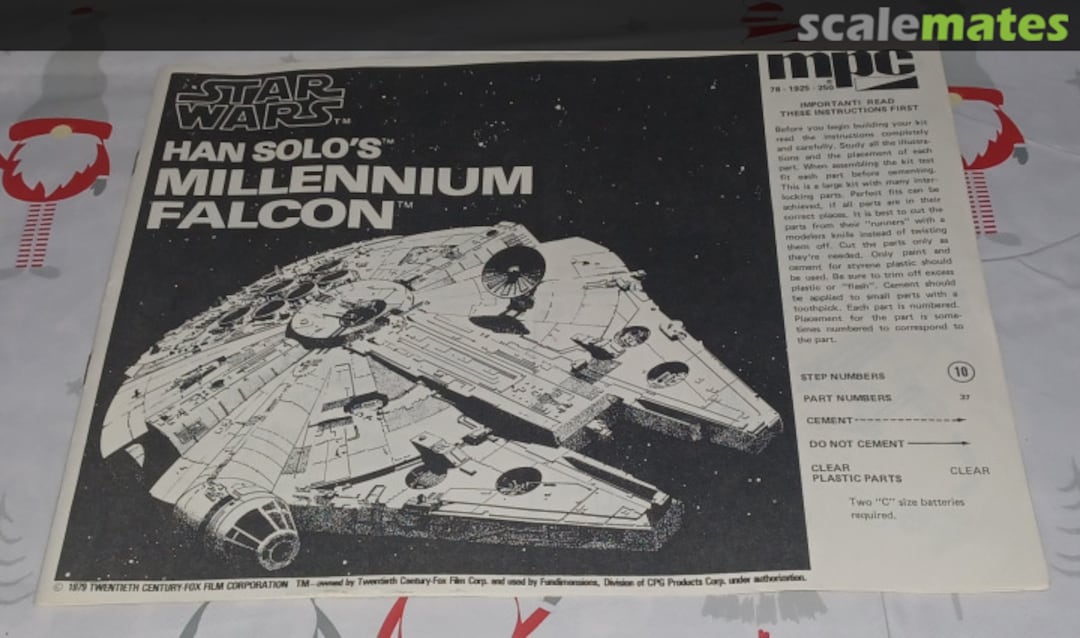 scalemates
STAR
WARS™
HAN SOLO'S™
MILLENNIUM
FALCON™
© 1979 TWENTIETH CENTURY-FOX FILM CORPORATION TM—owned by Twentieth Century-Fox Film Corp. and used by Fundimensions, Division of CPG Products Corp. under authorization.
mpc®
78 - 1925 - 250
IMPORTANT! READ
THESE INSTRUCTIONS FIRST
Before you begin building your kit
read the instructions completely
and carefully. Study all the illustra-
tions and the placement of each
part. When assembling the kit test
fit each part before cementing.
This is a large kit with many inter-
locking parts. Perfect fits can be
achieved, if all parts are in their
correct places. It is best to cut the
parts from their "runners" with a
modelers knife instead of twisting
them off. Cut the parts only as
they're needed. Only paint and
cement for styrene plastic should
be used. Be sure to trim off excess
plastic or "flash". Cement should
be applied to small parts with a
toothpick. Each part is numbered.
Placement for the part is some-
times numbered to correspond to
the part.
STEP NUMBERS 10
PART NUMBERS 37
CEMENT
DO NOT CEMENT
CLEAR
PLASTIC PARTS CLEAR
Two "C" size batteries
required.